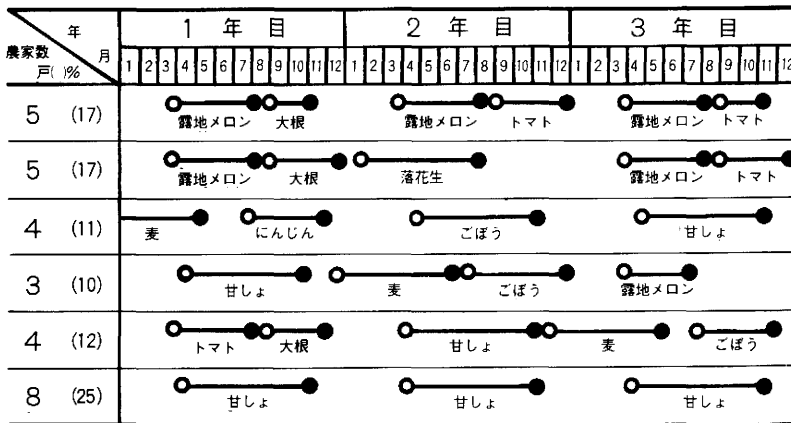 年
月
農家数
戸( )%
1 年 目 2 年 目 3 年 目
1 2 3 4 5 6 7 8 9 10 11 12 1 2 3 4 5 6 7 8 9 10 11 12 1 2 3 4 5 6 7 8 9 10 11 12
5 (17) 露地メロン 大根 露地メロン トマト 露地メロン トマト
5 (17) 露地メロン 大根 落花生 露地メロン トマト
4 (11) 麦 にんじん ごぼう 甘しょ
3 (10) 甘しょ 麦 ごぼう 露地メロン
4 (12) トマト 大根 甘しょ 麦 ごぼう
8 (25) 甘しょ 甘しょ 甘しょ